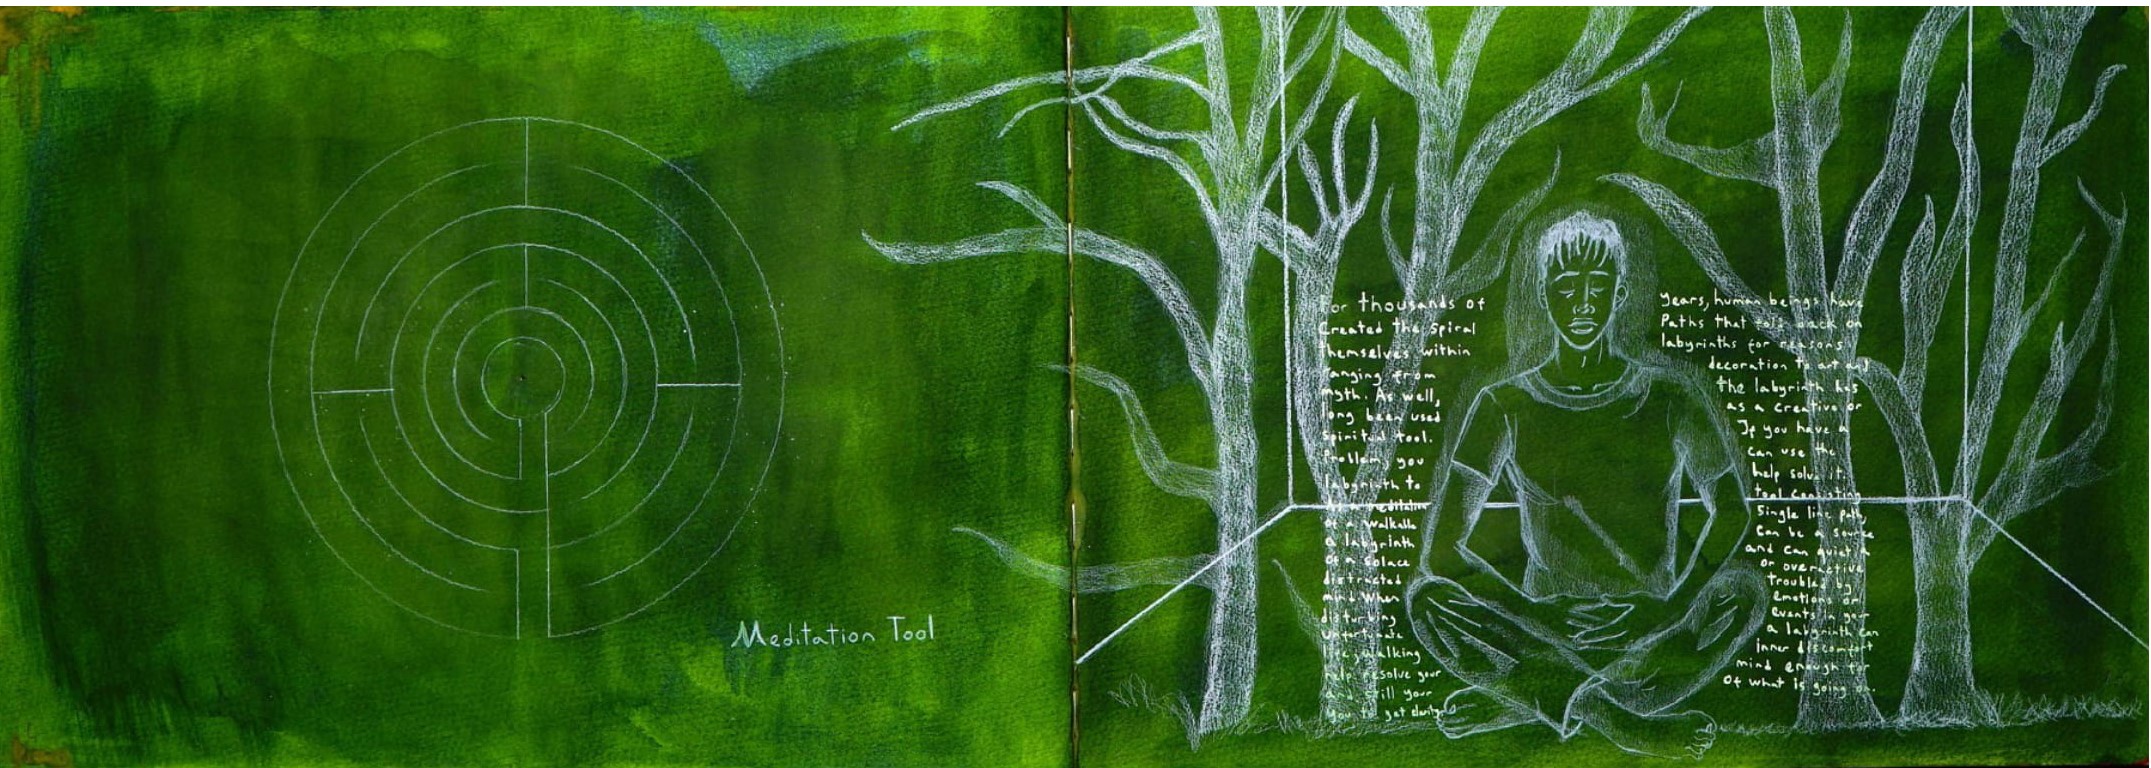 Meditation Tool
For thousands of years, human beings have
Created the Spiral Paths that fold back on
themselves within labyrinths for reasons
ranging from decoration to art and
myth. As well, the labyrinth has
long been used as a creative or
spiritual tool. If you have a
Problem, you can use the
labyrinth to help solve it.
As a meditation tool consisting
of a walkable single line path,
a labyrinth can be a source
of a solace and can quiet a
distracted or overactive
mind. When troubled by
disturbing emotions or
unfortunate events in your
life, walking a labyrinth can
help resolve your inner discomfort
and still your mind enough for
you to get clarity of what is going on.